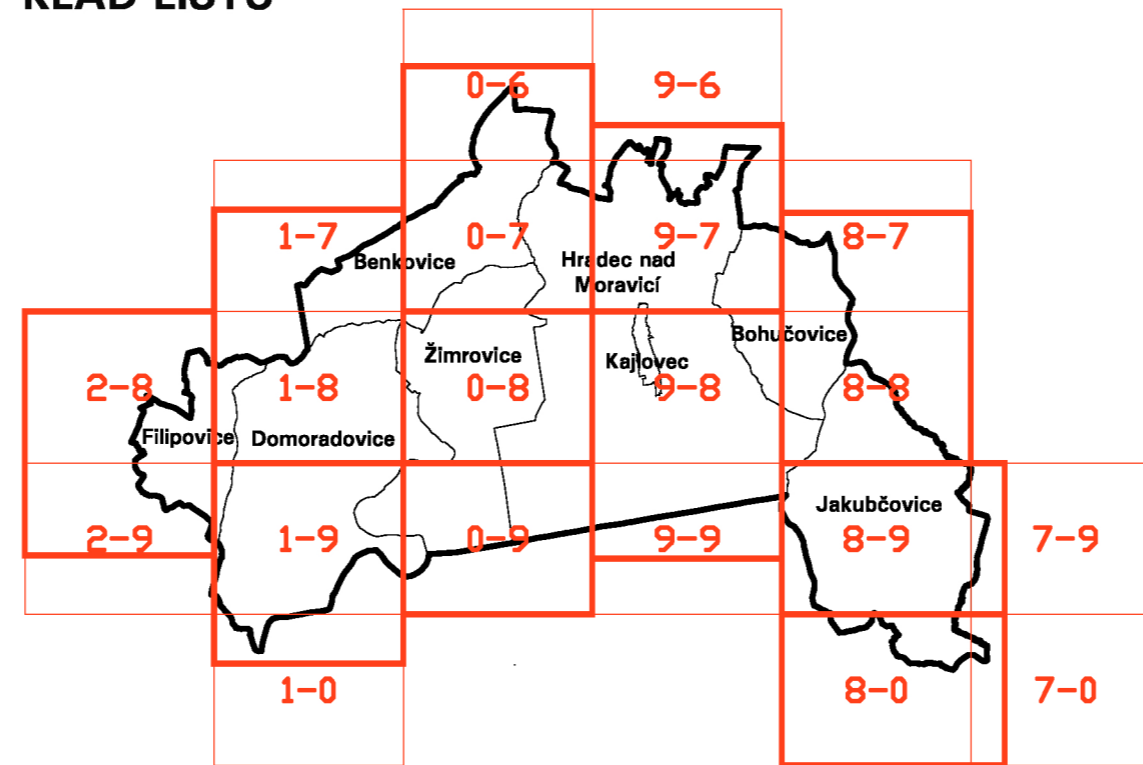 KLAD LISTŮ
0-6 9-6
1-7 0-7 9-7 8-7
Benkovice
Hradec nad
Moravicí
Bohučovice
Žimrovice
Kajlovec
2-8 1-8 0-8 9-8 8-8
Filipovice Domoradovice
Jakubčovice
2-9 1-9 0-9 9-9 8-9 7-9
1-0 8-0 7-0